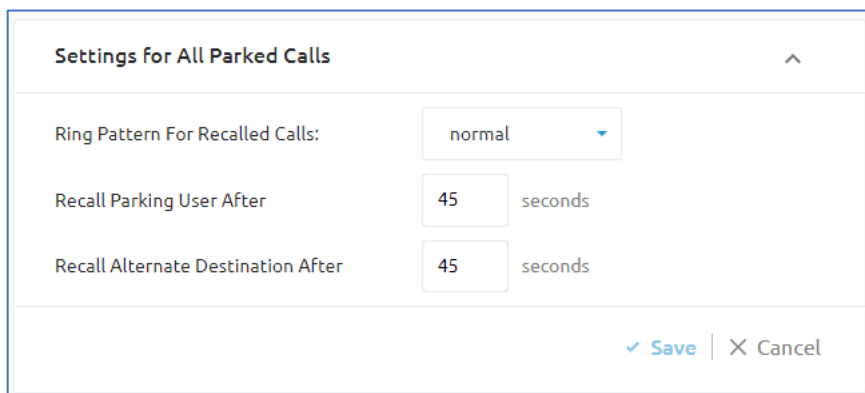 Settings for All Parked Calls
Ring Pattern For Recalled Calls: normal
Recall Parking User After 45 seconds
Recall Alternate Destination After 45 seconds
Save Cancel